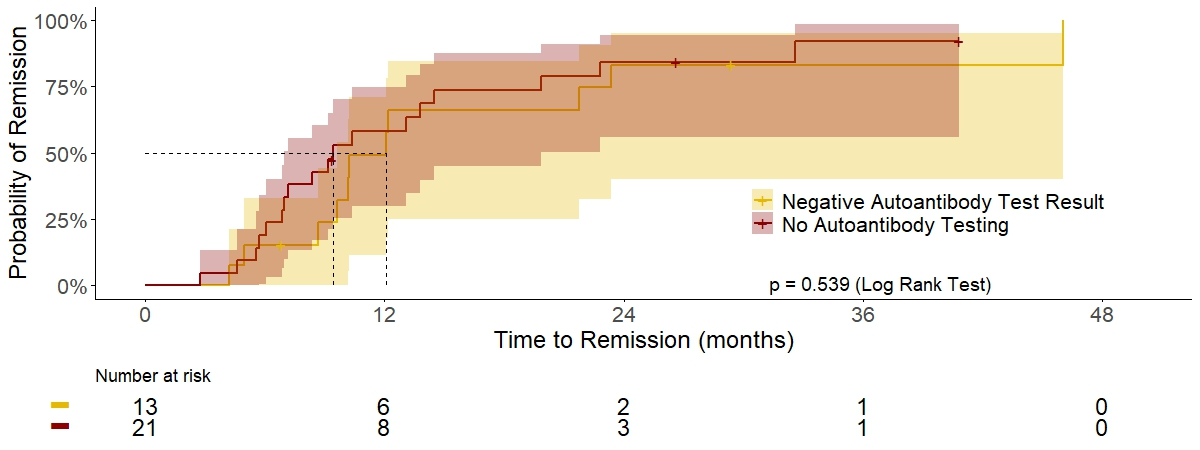 Probability of Remission
100%
75%
50%
25%
0%
Negative Autoantibody Test Result
No Autoantibody Testing
p = 0.539 (Log Rank Test)
0 12 24 36 48
Time to Remission (months)
Number at risk
13 6 2 1 0
21 8 3 1 0